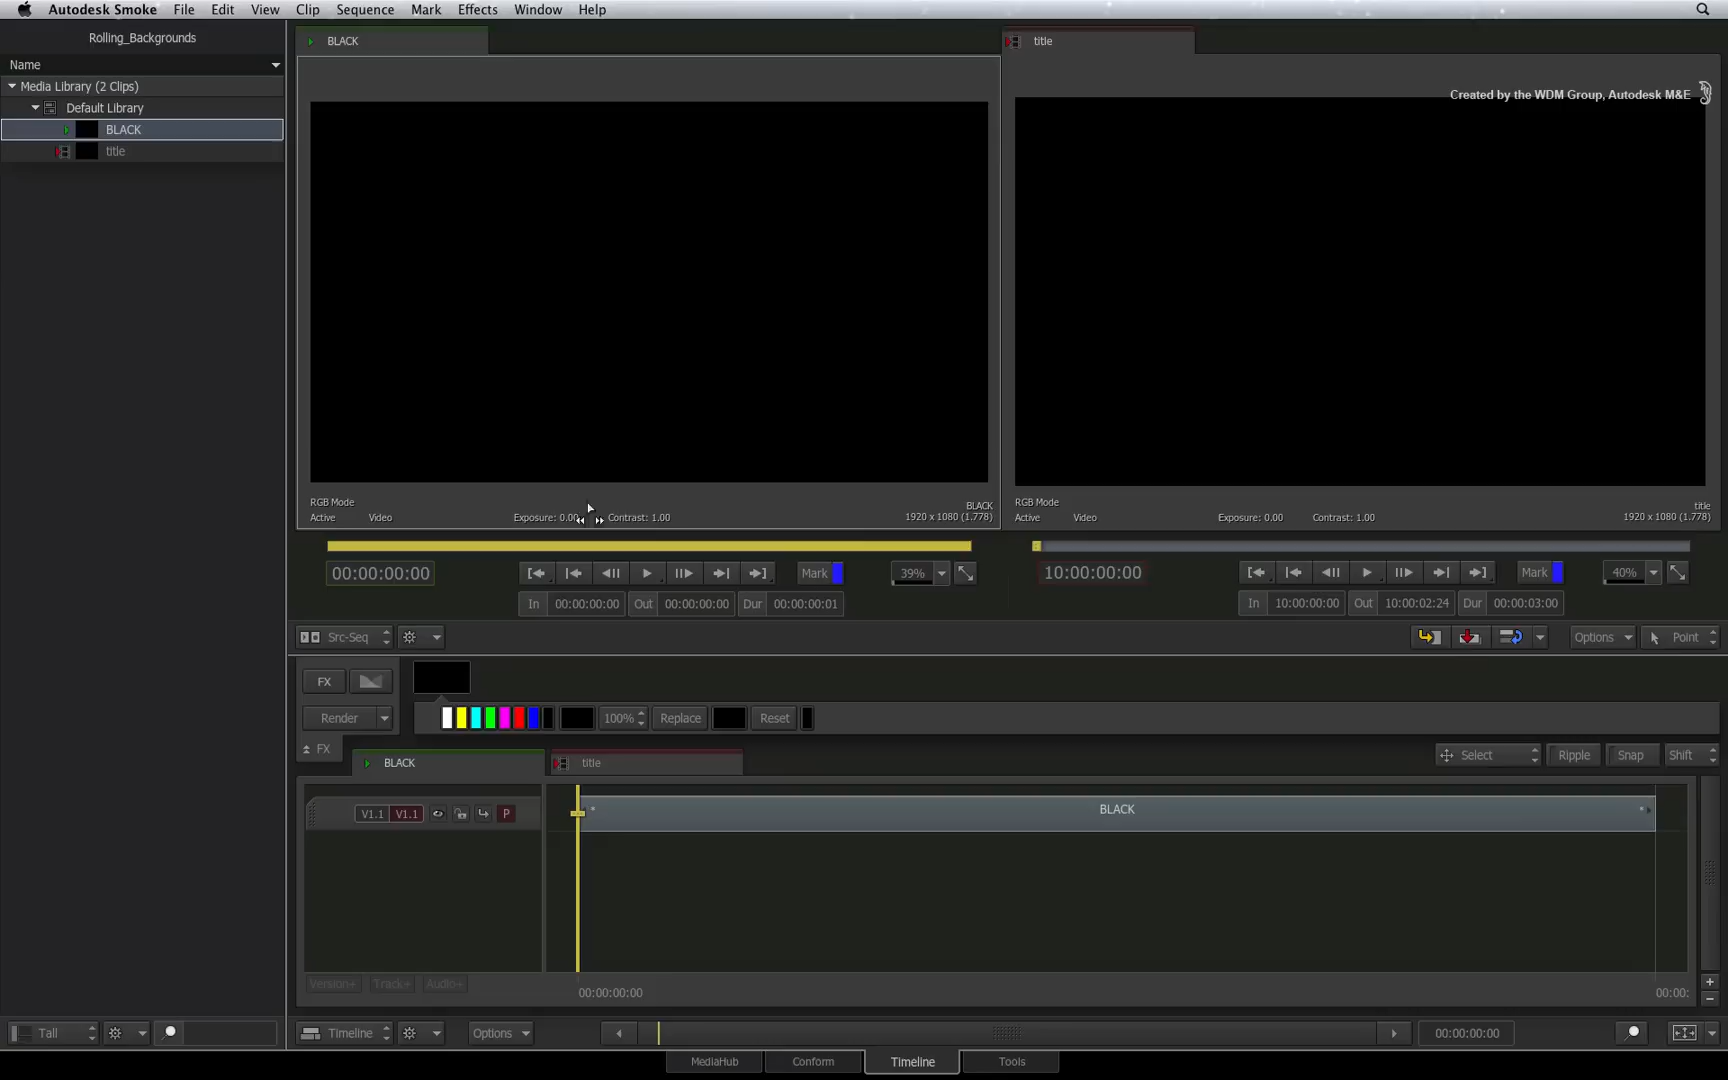 Autodesk Smoke File Edit View Clip Sequence Mark Effects Window Help
Rolling_Backgrounds
Name
Media Library (2 Clips)
Default Library
BLACK
title
BLACK
title
Created by the WDM Group, Autodesk M&E
RGB Mode
Active Video Exposure: 0.00 Contrast: 1.00
BLACK
1920 x 1080 (1.778)
RGB Mode
Active Video Exposure: 0.00 Contrast: 1.00
title
1920 x 1080 (1.778)
00:00:00:00 Mark 39%
In 00:00:00:00 Out 00:00:00:00 Dur 00:00:00:01
10:00:00:00 Mark 40%
In 10:00:00:00 Out 10:00:02:24 Dur 00:00:03:00
Src-Seq Options Point
FX
Render 100% Replace Reset
FX
BLACK title Select Ripple Snap Shift
V1.1 V1.1 P BLACK
Version+ Track+ Audio+
00:00:00:00 00:00:
Tall Timeline Options 00:00:00:00
MediaHub Conform Timeline Tools